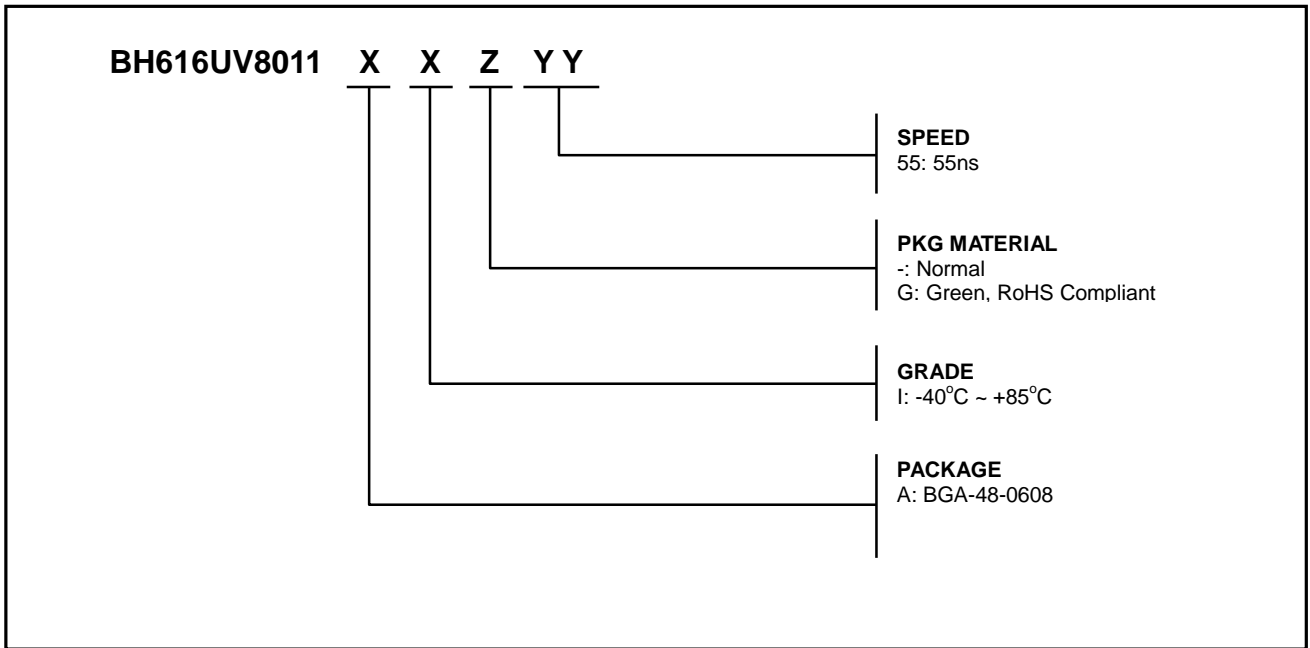 BH616UV8011 X X Z Y Y
SPEED
55: 55ns
PKG MATERIAL
-: Normal
G: Green, RoHS Compliant
GRADE
I: -40°C ~ +85°C
PACKAGE
A: BGA-48-0608